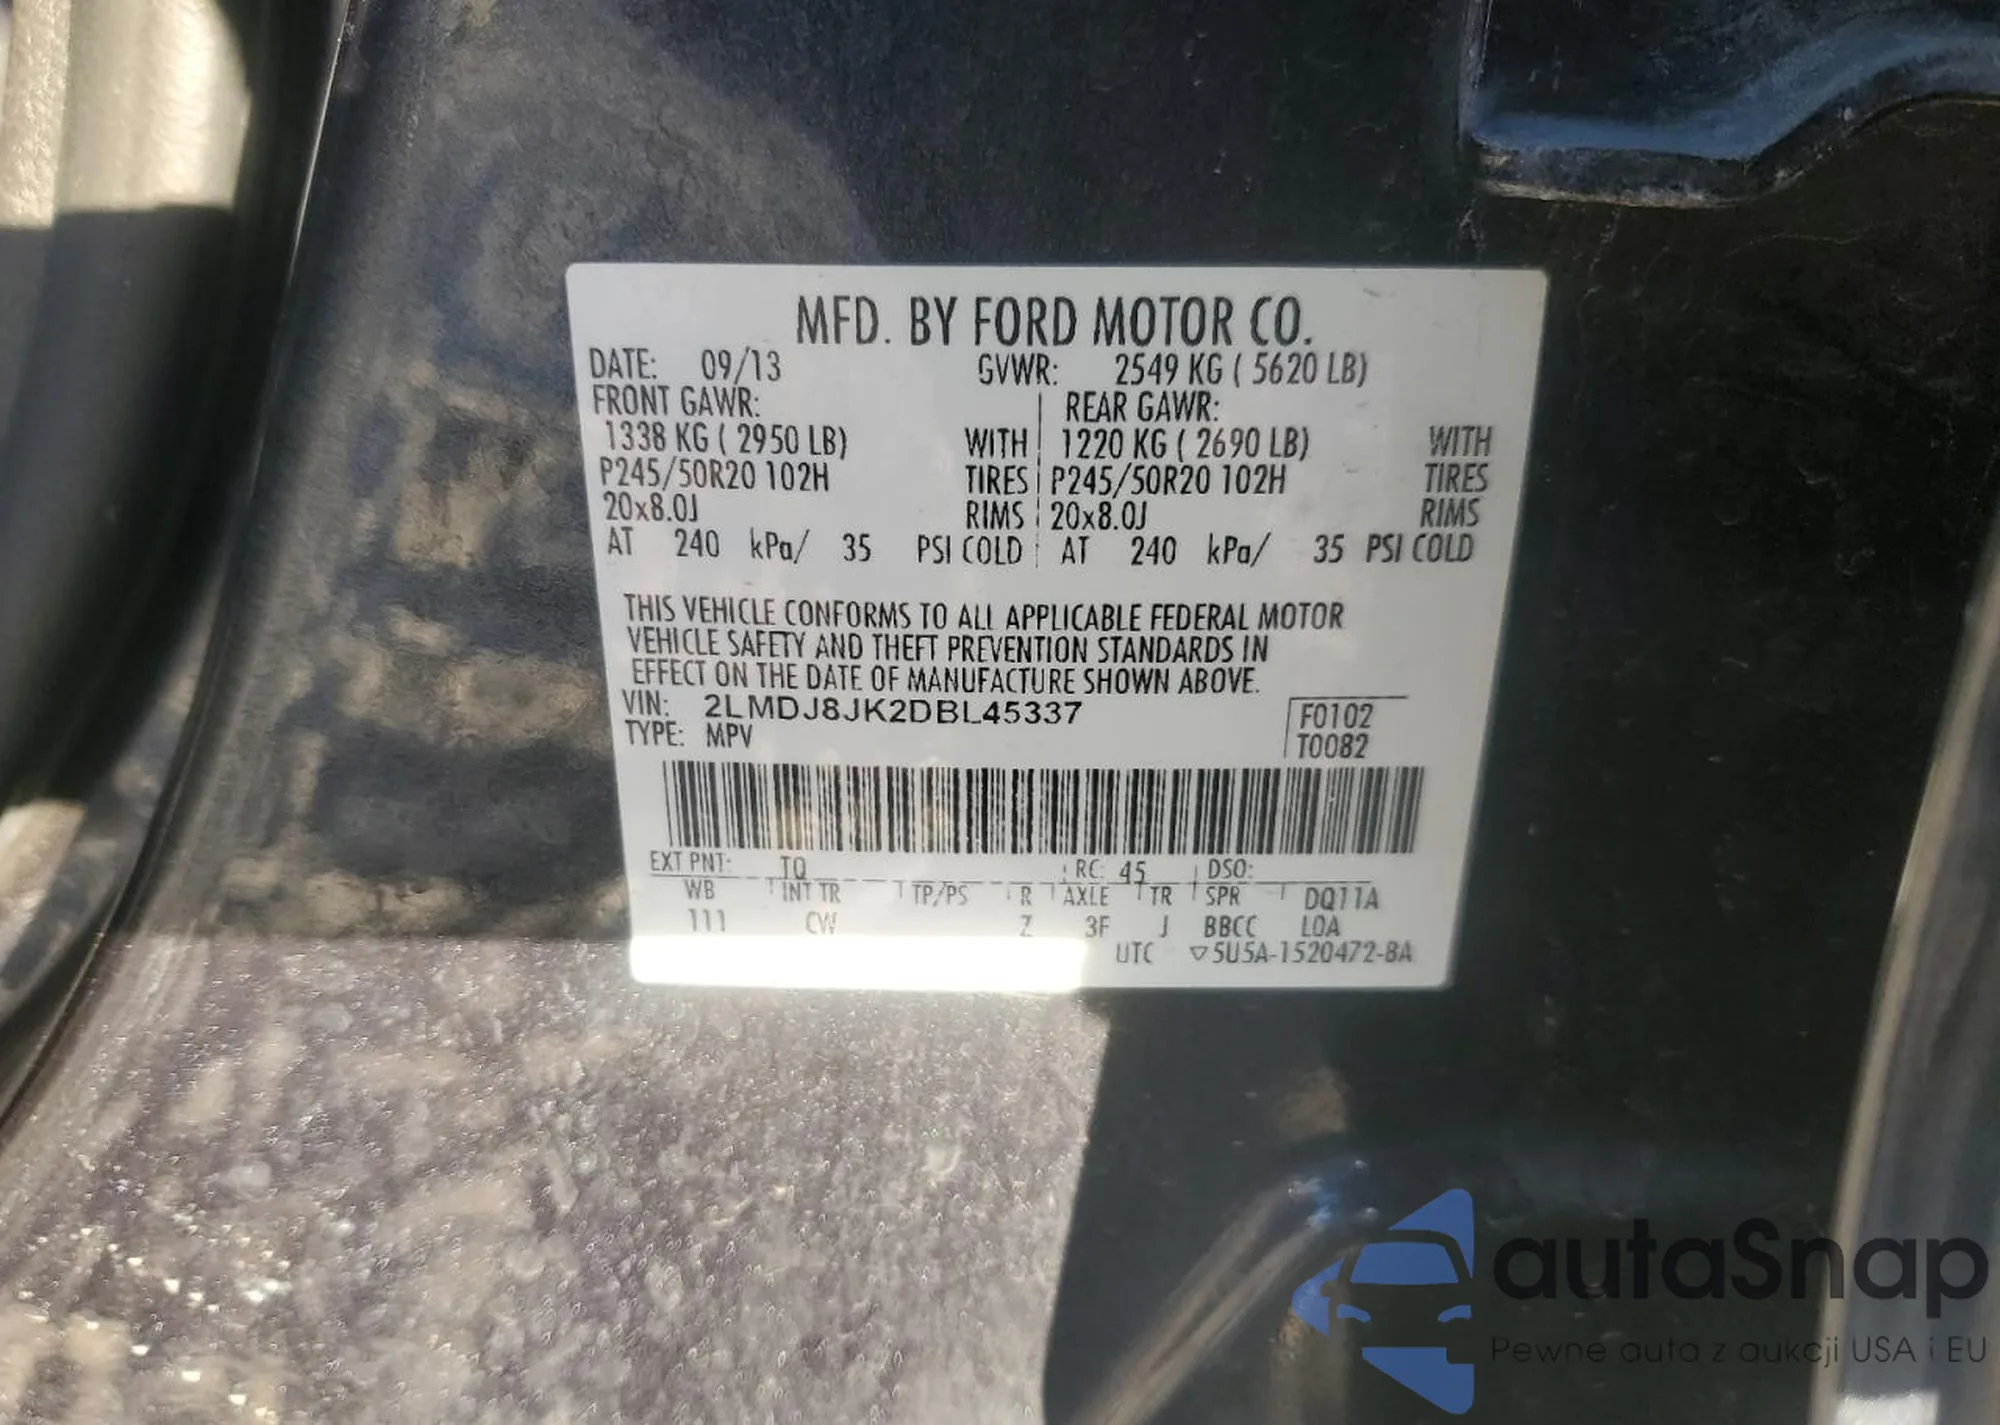 MFD. BY FORD MOTOR CO.
DATE: 09/13 GVWR: 2549 KG ( 5620 LB)
FRONT GAWR: REAR GAWR:
1338 KG ( 2950 LB) WITH 1220 KG ( 2690 LB) WITH
P245/50R20 102H TIRES P245/50R20 102H TIRES
20x8.0J RIMS 20x8.0J RIMS
AT 240 kPa/ 35 PSI COLD AT 240 kPa/ 35 PSI COLD
THIS VEHICLE CONFORMS TO ALL APPLICABLE FEDERAL MOTOR
VEHICLE SAFETY AND THEFT PREVENTION STANDARDS IN
EFFECT ON THE DATE OF MANUFACTURE SHOWN ABOVE.
VIN: 2LMDJ8JK2DBL45337 F0102
TYPE: MPV T0082
EXT PNT: TQ RC: 45 DSO:
WB INT TR TP/PS R AXLE TR SPR DQ11A
111 CW Z 3F J BBCC LOA
UTC ▽5U5A-1520472-BA
autaSnap
Pewne auta z aukcji USA i EU